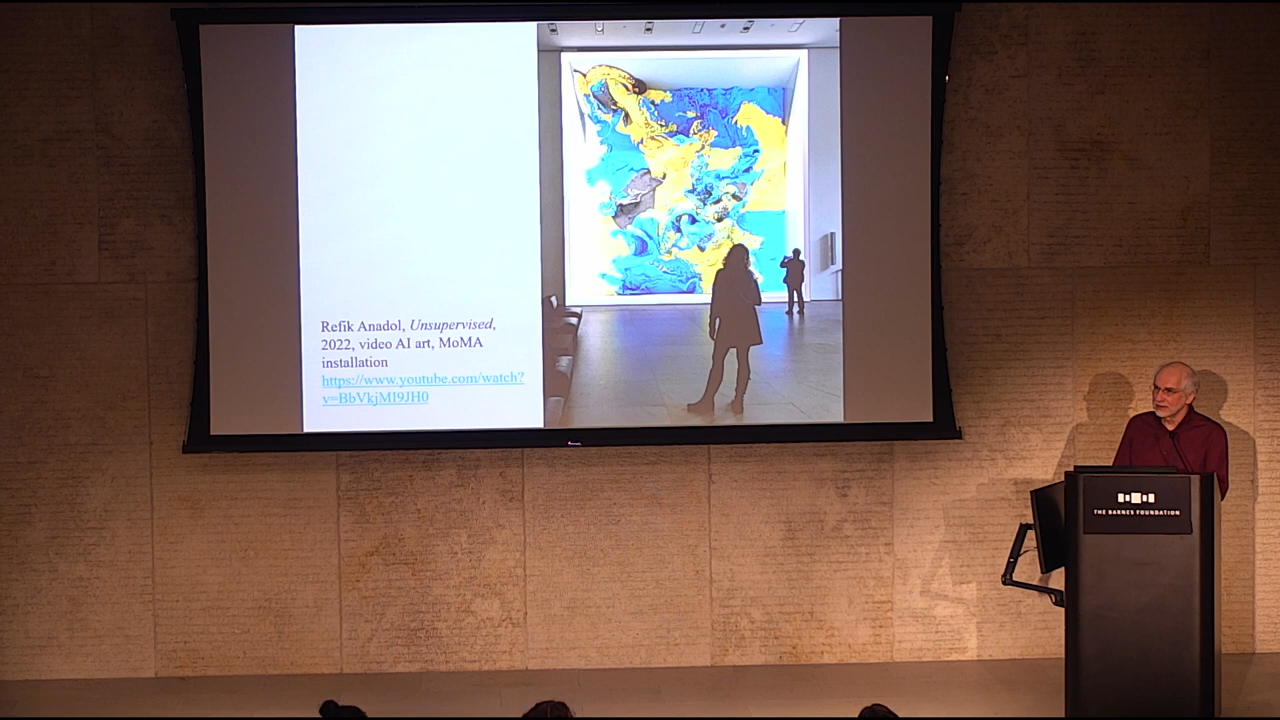 Refik Anadol, Unsupervised,
2022, video AI art, MoMA
installation
https://www.youtube.com/watch?
v=BbVkjMI9JH0
THE BARNES FOUNDATION